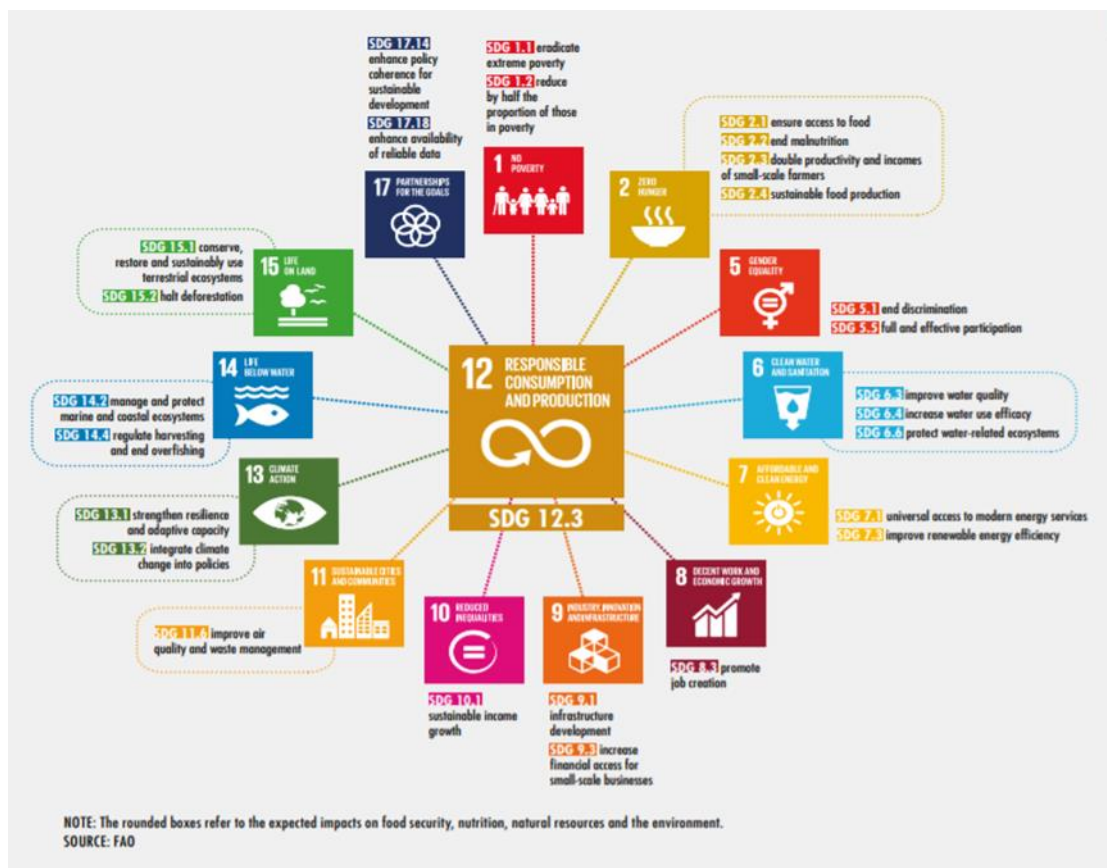 SDG 17.14
enhance policy
coherence for
sustainable
development
SDG 17.18
enhance availability
of reliable data
SDG 1.1 eradicate
extreme poverty
SDG 1.2 reduce
by half the
proportion of those
in poverty
SDG 2.1 ensure access to food
SDG 2.2 end malnutrition
SDG 2.3 double productivity and incomes
of small-scale farmers
SDG 2.4 sustainable food production
17 PARTNERSHIPS
FOR THE GOALS
1 NO
POVERTY
2 ZERO
HUNGER
SDG 15.1 conserve,
restore and sustainably use
terrestrial ecosystems
SDG 15.2 halt deforestation
15 LIFE
ON LAND
5 GENDER
EQUALITY
SDG 5.1 end discrimination
SDG 5.5 full and effective participation
14 LIFE
BELOW WATER
SDG 14.2 manage and protect
marine and coastal ecosystems
SDG 14.4 regulate harvesting
and end overfishing
12 RESPONSIBLE
CONSUMPTION
AND PRODUCTION
SDG 12.3
6 CLEAN WATER
AND SANITATION
SDG 6.3 improve water quality
SDG 6.4 increase water use efficacy
SDG 6.6 protect water-related ecosystems
13 CLIMATE
ACTION
SDG 13.1 strengthen resilience
and adaptive capacity
SDG 13.2 integrate climate
change into policies
7 AFFORDABLE AND
CLEAN ENERGY
SDG 7.1 universal access to modern energy services
SDG 7.3 improve renewable energy efficiency
11 SUSTAINABLE CITIES
AND COMMUNITIES
SDG 11.6 improve air
quality and waste management
10 REDUCED
INEQUALITIES
SDG 10.1
sustainable income
growth
9 INDUSTRY, INNOVATION
AND INFRASTRUCTURE
SDG 9.1
infrastructure
development
SDG 9.3 increase
financial access for
small-scale businesses
8 DECENT WORK AND
ECONOMIC GROWTH
SDG 8.3 promote
job creation
NOTE: The rounded boxes refer to the expected impacts on food security, nutrition, natural resources and the environment.
SOURCE: FAO